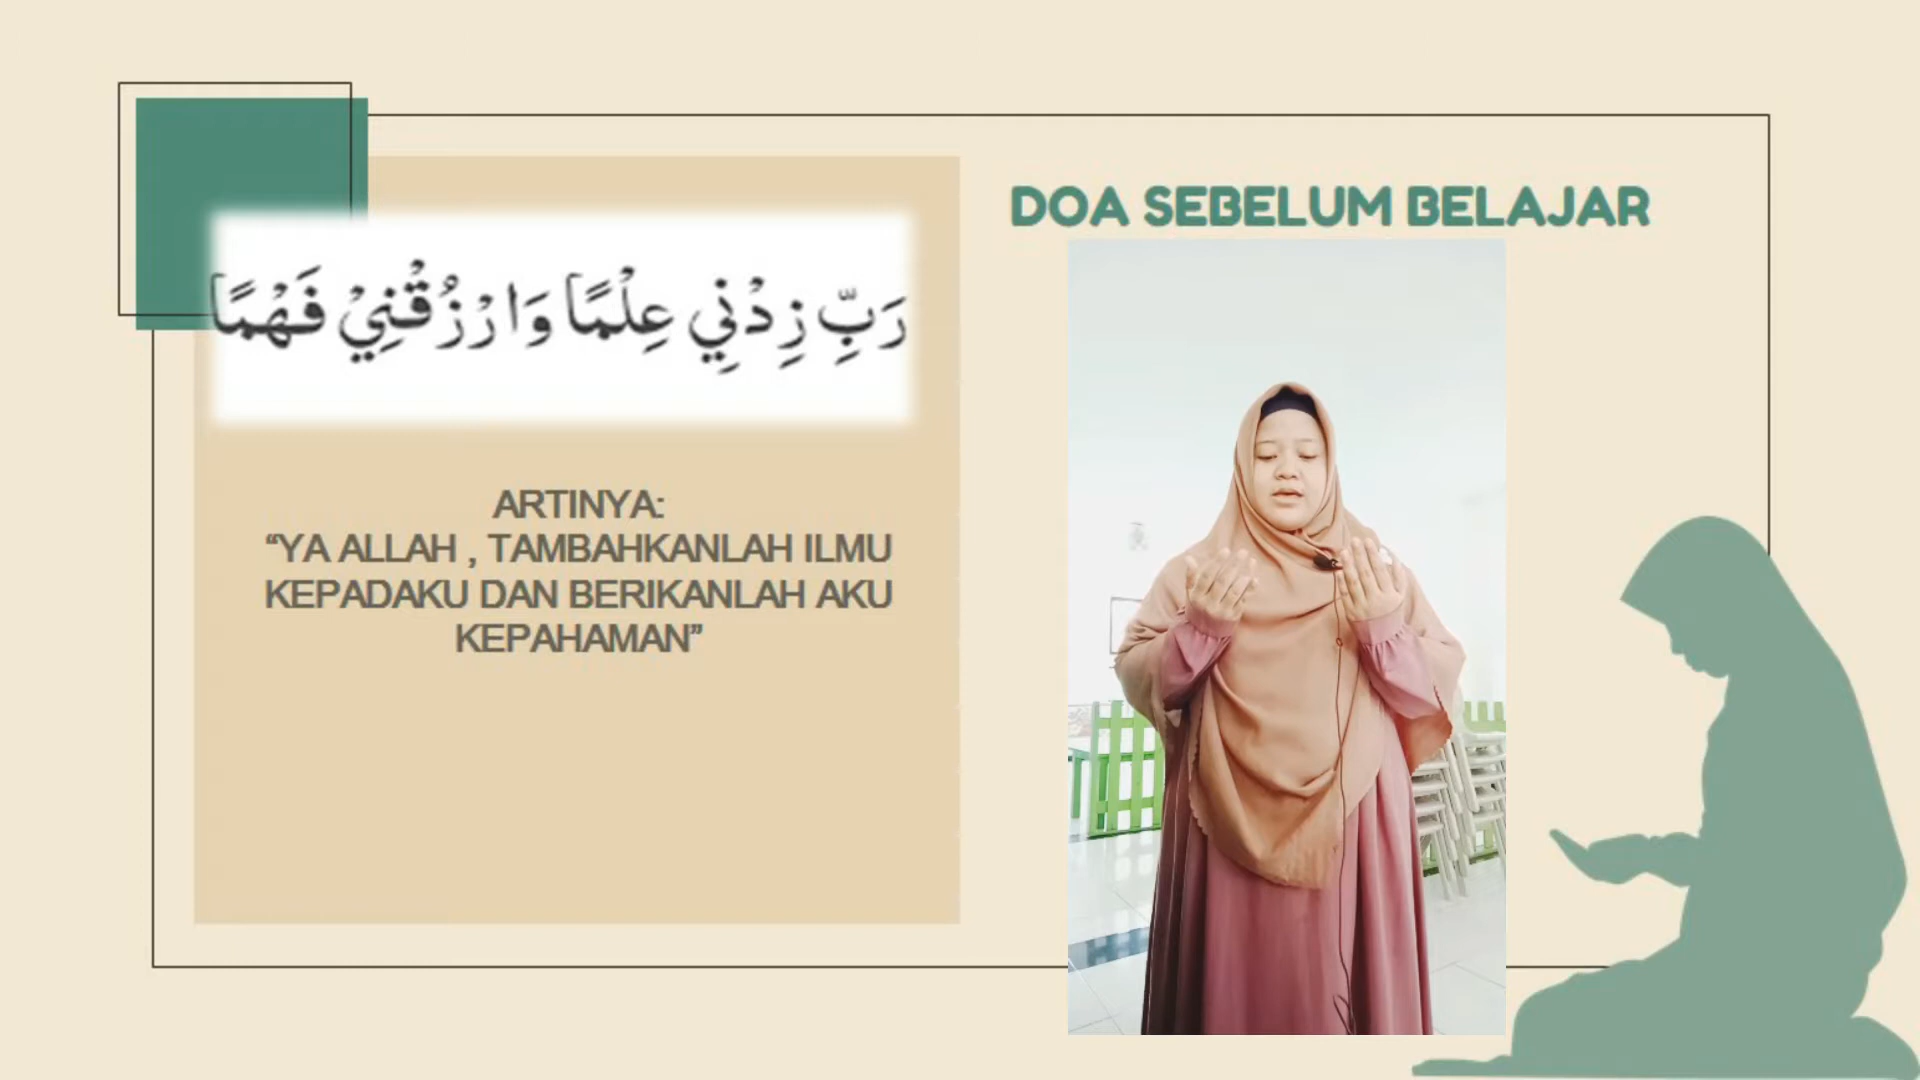 رَبِّ زِدْنِي عِلْمًا وَارْزُقْنِيْ فَهْمًا
ARTINYA:
“YA ALLAH , TAMBAHKANLAH ILMU
KEPADAKU DAN BERIKANLAH AKU
KEPAHAMAN”
DOA SEBELUM BELAJAR